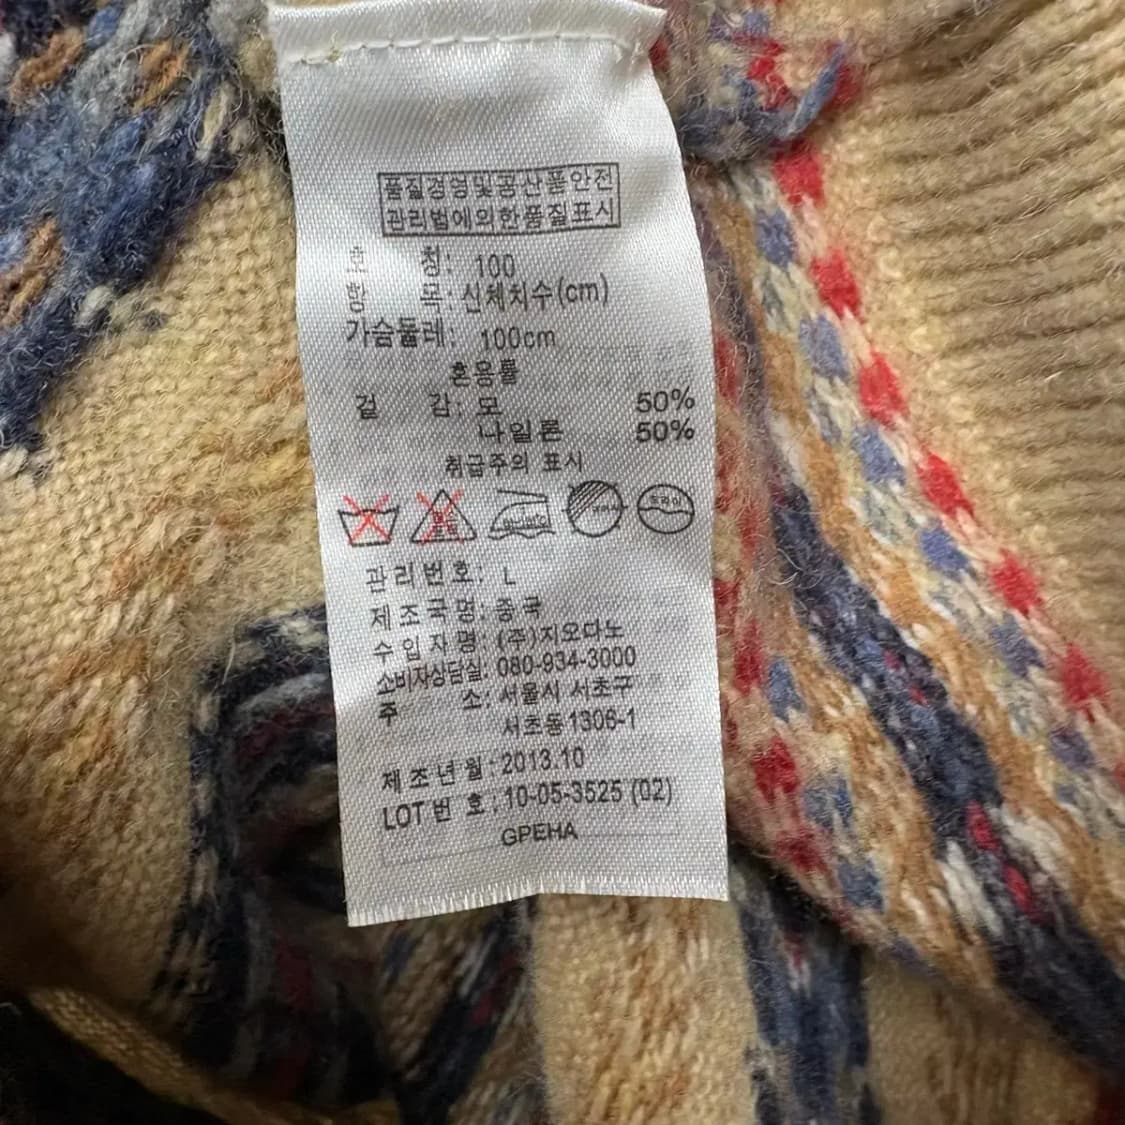 품질경영및공산품안전
관리법에의한품질표시
호 칭: 100
항 목: 신체치수(cm)
가슴둘레: 100cm
혼용률
겉 감: 모 50%
나일론 50%
취급주의 표시
드라이
관리번호: L
제조국명: 중국
수입자명: (주)지오다노
소비자상담실: 080-934-3000
주 소: 서울시 서초구
서초동 1306-1
제조년월: 2013.10
LOT번호: 10-05-3525 (02)
GPEHA